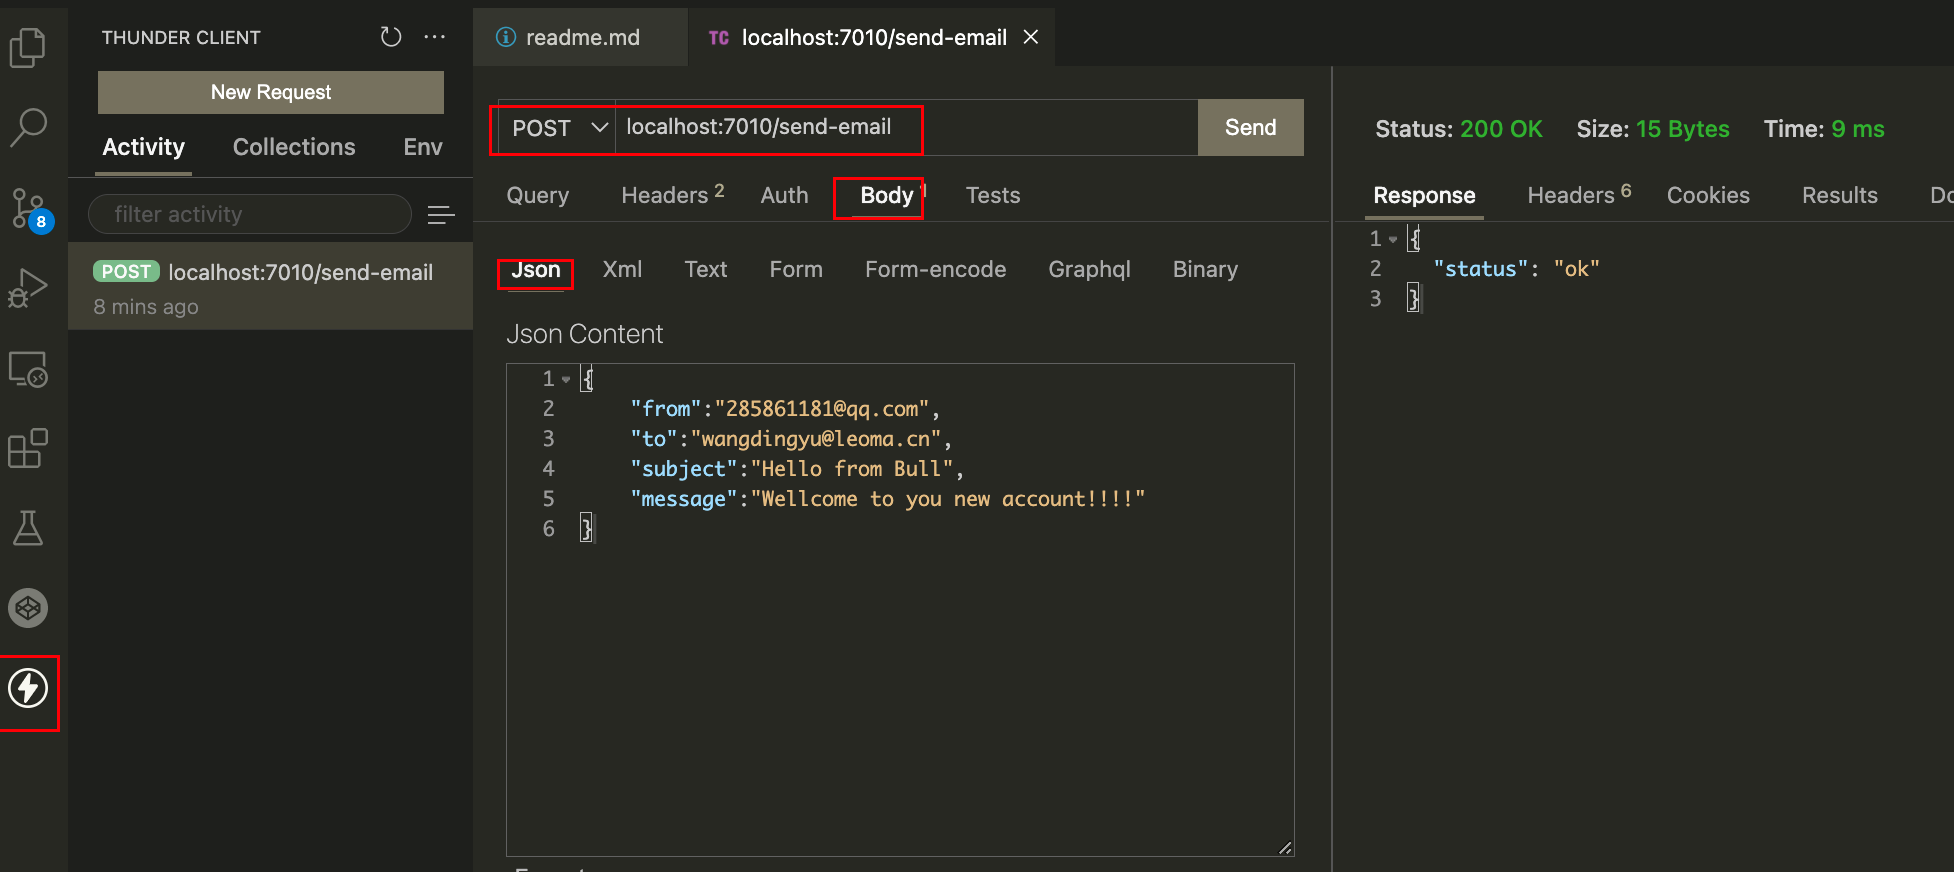 THUNDER CLIENT
New Request
Activity Collections Env
filter activity
8
POST localhost:7010/send-email
8 mins ago
readme.md
TC localhost:7010/send-email
POST localhost:7010/send-email Send
Query Headers 2 Auth Body 1 Tests
Json Xml Text Form Form-encode Graphql Binary
Json Content
1 {
2 "from":"285861181@qq.com",
3 "to":"wangdingyu@leoma.cn",
4 "subject":"Hello from Bull",
5 "message":"Wellcome to you new account!!!!"
6 }
Status: 200 OK Size: 15 Bytes Time: 9 ms
Response Headers 6 Cookies Results
1 {
2 "status": "ok"
3 }